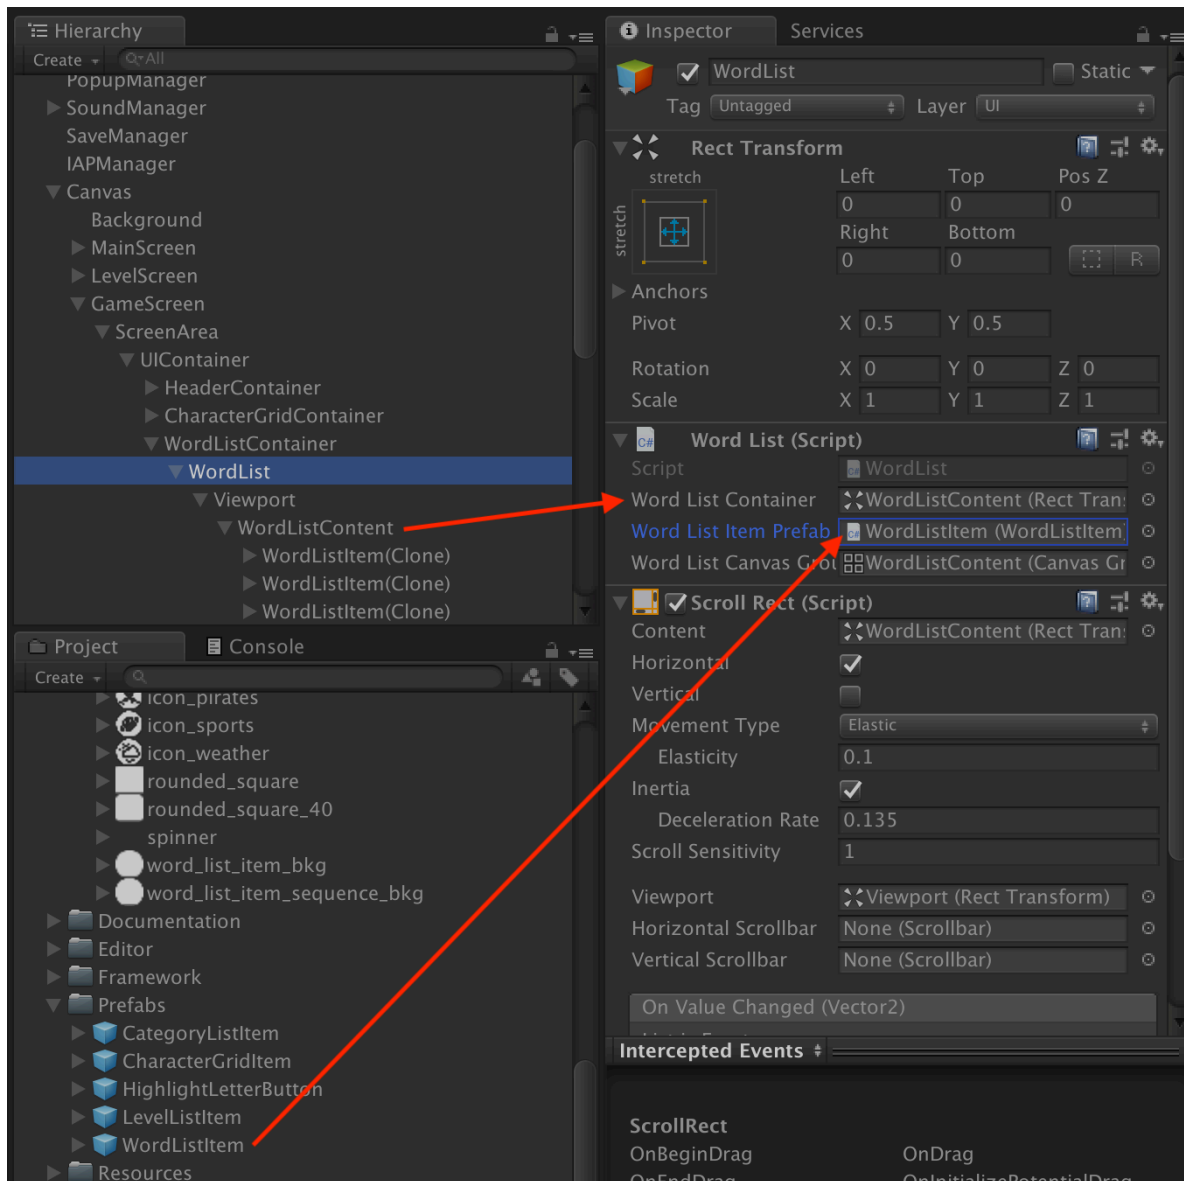 Hierarchy
Create
All
PopupManager
SoundManager
SaveManager
IAPManager
Canvas
Background
MainScreen
LevelScreen
GameScreen
ScreenArea
UIContainer
HeaderContainer
CharacterGridContainer
WordListContainer
WordList
Viewport
WordListContent
WordListItem(Clone)
WordListItem(Clone)
WordListItem(Clone)
Project Console
Create
icon_pirates
icon_sports
icon_weather
rounded_square
rounded_square_40
spinner
word_list_item_bkg
word_list_item_sequence_bkg
Documentation
Editor
Framework
Prefabs
CategoryListItem
CharacterGridItem
HighlightLetterButton
LevelListItem
WordListItem
Resources
Inspector Services
WordList Static
Tag Untagged Layer UI
Rect Transform
stretch Left Top Pos Z
stretch 0 0 0
Right Bottom
0 0 R
Anchors
Pivot X 0.5 Y 0.5
Rotation X 0 Y 0 Z 0
Scale X 1 Y 1 Z 1
C# Word List (Script)
Script WordList
Word List Container WordListContent (Rect Tran
Word List Item Prefab WordListItem (WordListItem
Word List Canvas Grou WordListContent (Canvas Gr
Scroll Rect (Script)
Content WordListContent (Rect Tran
Horizontal
Vertical
Movement Type Elastic
Elasticity 0.1
Inertia
Deceleration Rate 0.135
Scroll Sensitivity 1
Viewport Viewport (Rect Transform)
Horizontal Scrollbar None (Scrollbar)
Vertical Scrollbar None (Scrollbar)
On Value Changed (Vector2)
Intercepted Events
ScrollRect
OnBeginDrag OnDrag
OnEndDrag OnInitializePotentialDrag